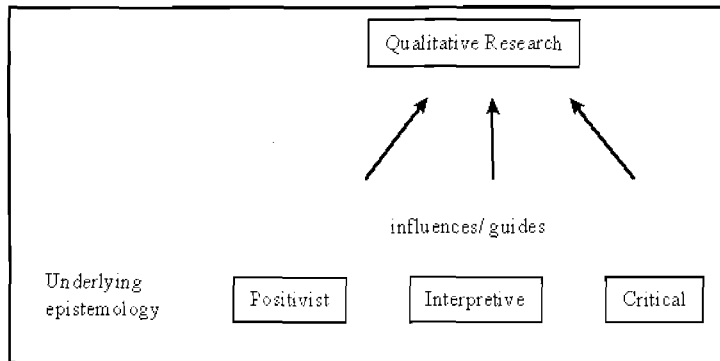 Qualitative Research
influences/ guides
Underlying
epistemology
Positivist
Interpretive
Critical